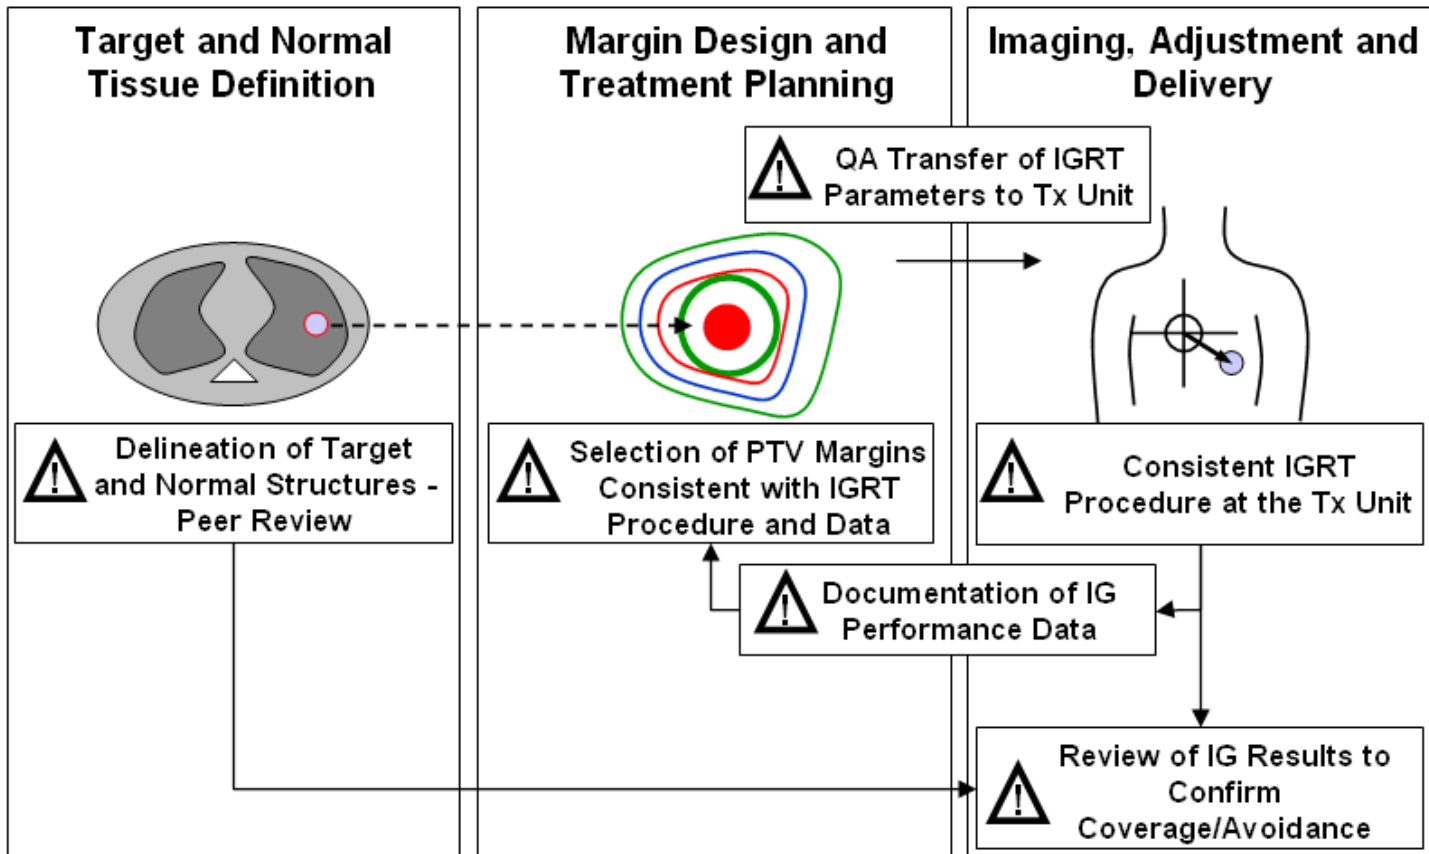 Target and Normal
Tissue Definition
Margin Design and
Treatment Planning
Imaging, Adjustment and
Delivery
QA Transfer of IGRT
Parameters to Tx Unit
Delineation of Target
and Normal Structures -
Peer Review
Selection of PTV Margins
Consistent with IGRT
Procedure and Data
Consistent IGRT
Procedure at the Tx Unit
Documentation of IG
Performance Data
Review of IG Results to
Confirm
Coverage/Avoidance